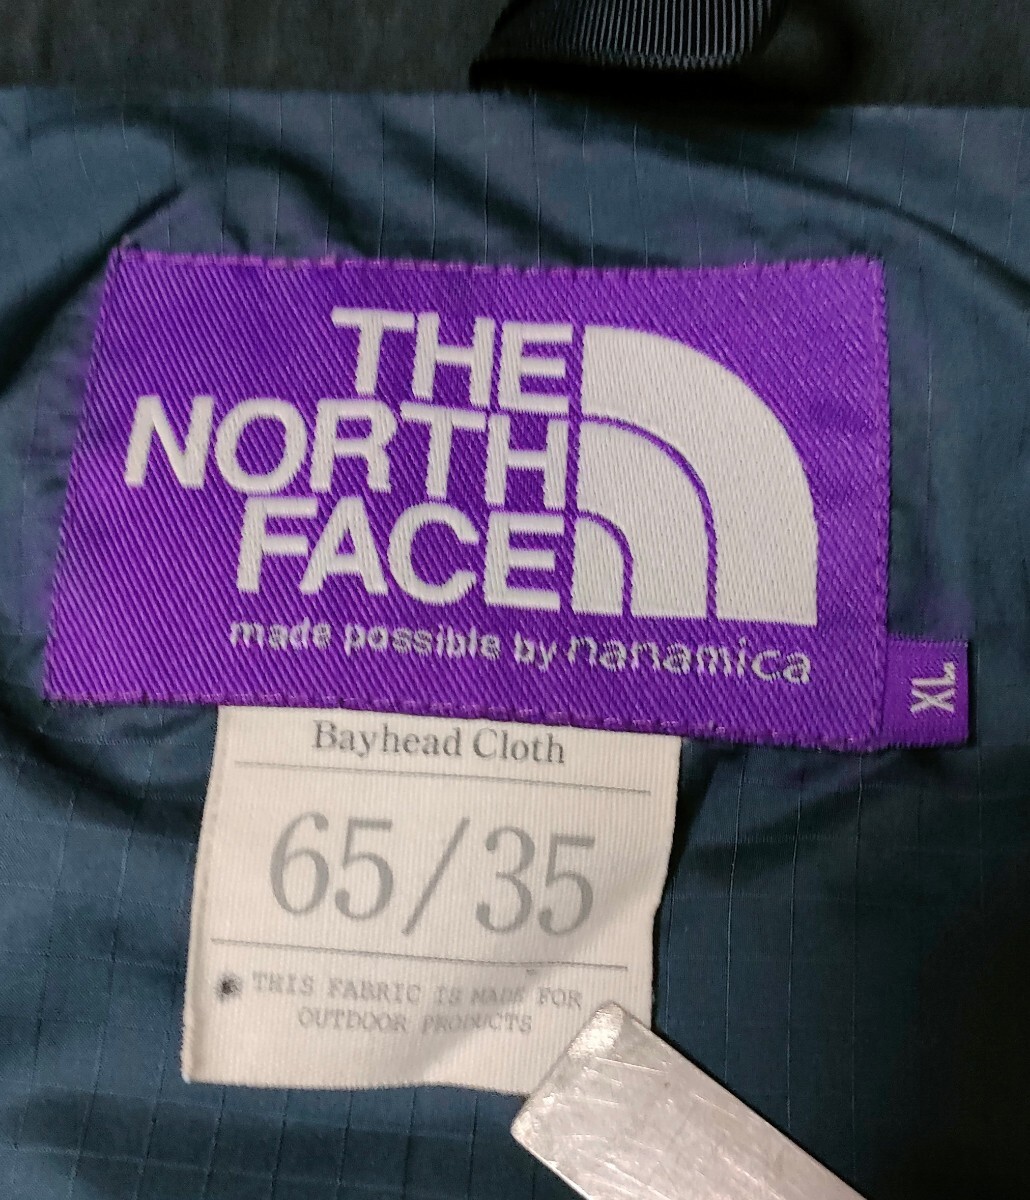 THE
NORTH
FACE
made possible by nanamica
XL
Bayhead Cloth
65/35
THIS FABRIC IS MADE FOR
OUTDOOR PRODUCTS